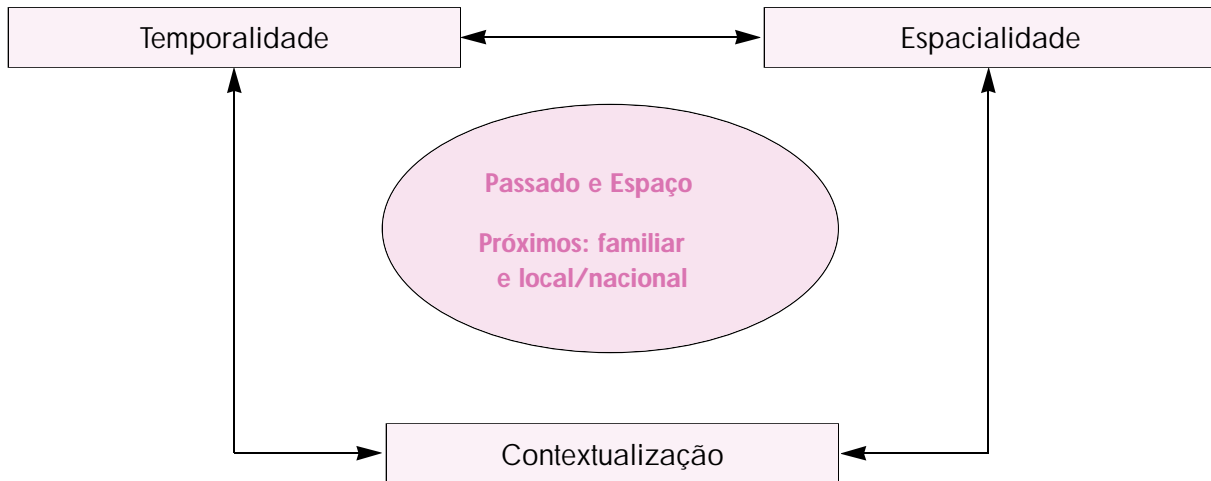 Temporalidade
Espacialidade
Passado e Espaço
Próximos: familiar
e local/nacional
Contextualização